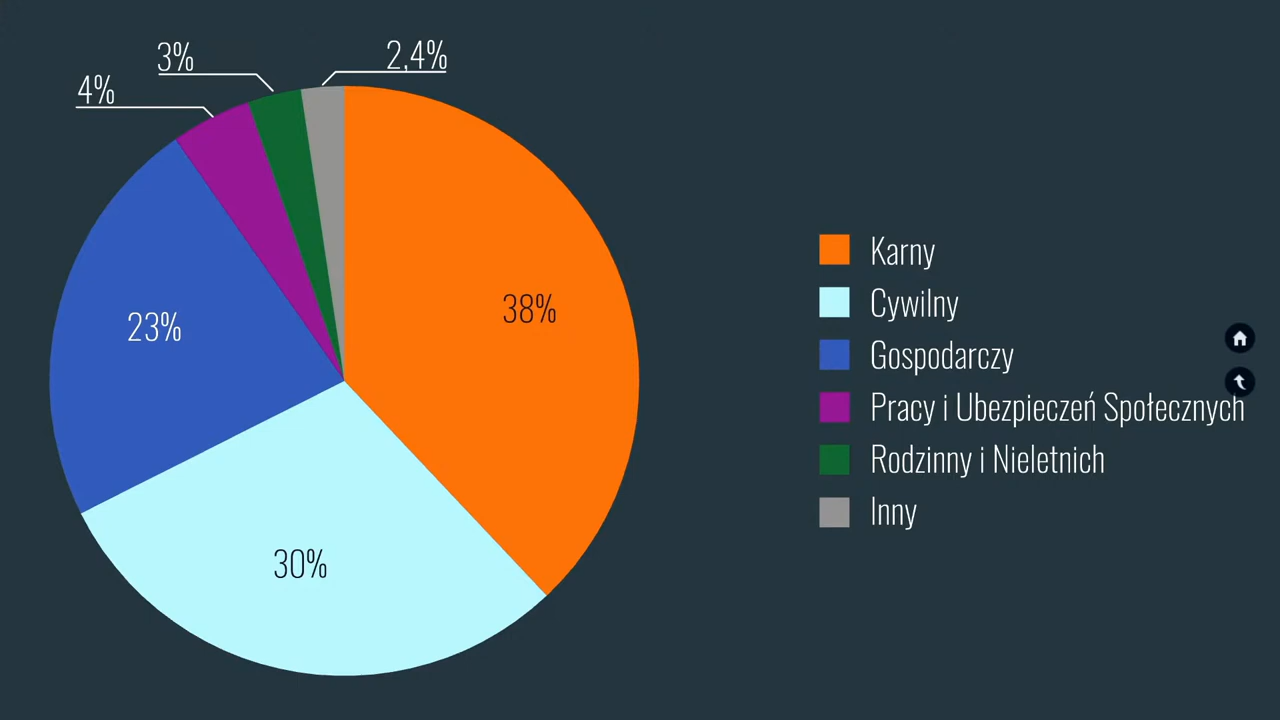 3%
2,4%
4%
38%
23%
30%
Karny
Cywilny
Gospodarczy
Pracy i Ubezpieczeń Społecznych
Rodzinny i Nieletnich
Inny